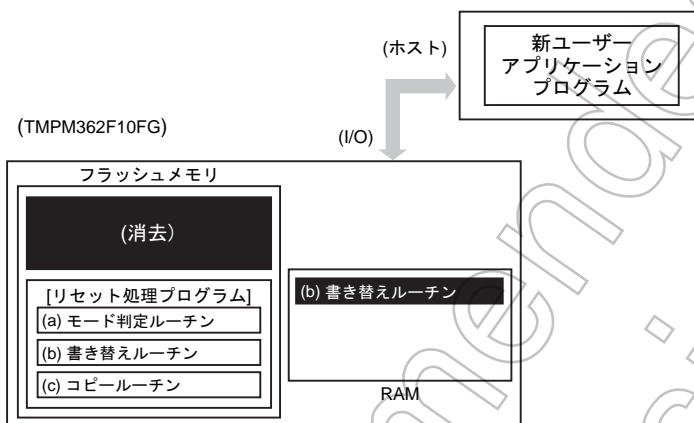 (ホスト)
新ユーザー
アプリケーション
プログラム
(TMPM362F10FG)
(I/O)
フラッシュメモリ
(消去)
[リセット処理プログラム]
(a) モード判定ルーチン
(b) 書き替えルーチン
(c) コピールーチン
(b) 書き替えルーチン
RAM